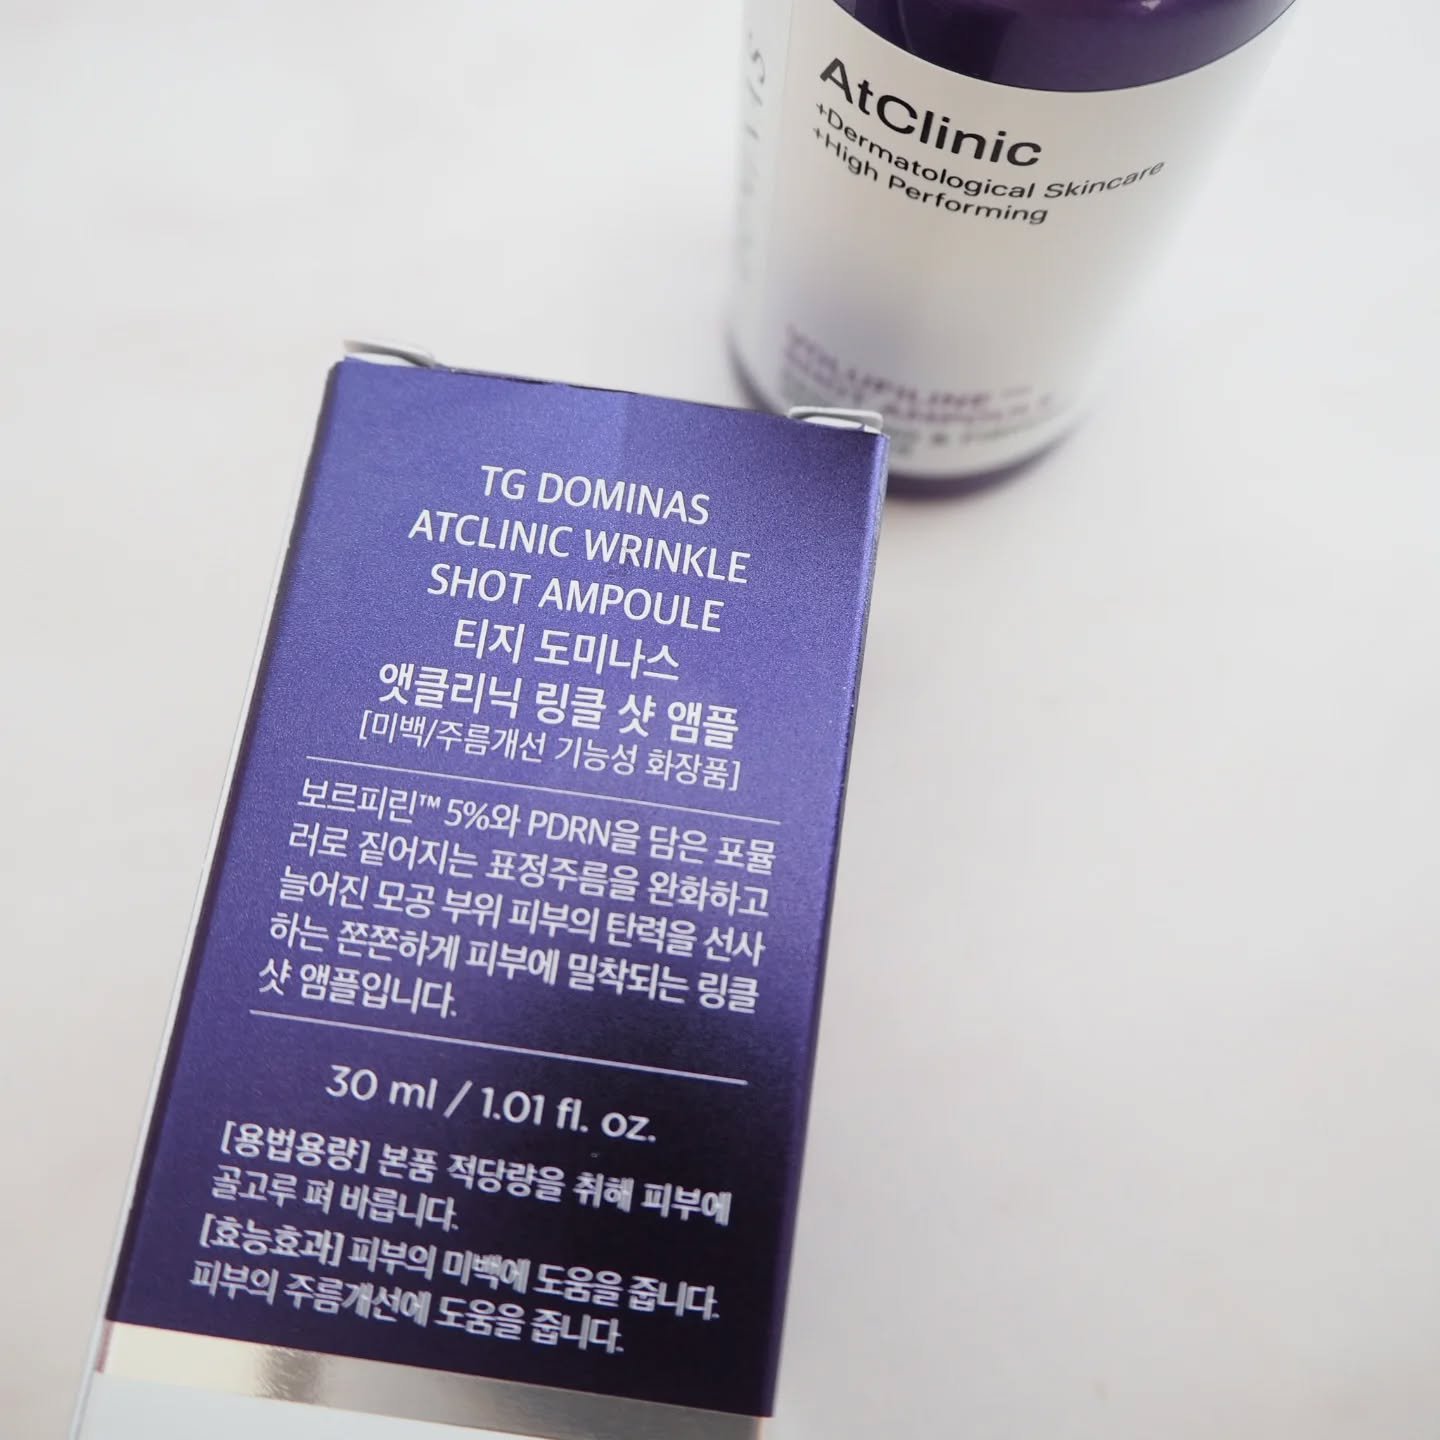 AtClinic
+Dermatological Skincare
+High Performing
TG DOMINAS
ATCLINIC WRINKLE
SHOT AMPOULE
티지 도미나스
앳클리닉 링클 샷 앰플
[미백/주름개선 기능성 화장품]
보르피린™ 5%와 PDRN을 담은 포뮬
러로 짙어지는 표정주름을 완화하고
늘어진 모공 부위 피부의 탄력을 선사
하는 쫀쫀하게 피부에 밀착되는 링클
샷 앰플입니다.
30 ml / 1.01 fl. oz.
[용법용량] 본품 적당량을 취해 피부에
골고루 펴 바릅니다.
[효능효과] 피부의 미백에 도움을 줍니다.
피부의 주름개선에 도움을 줍니다.